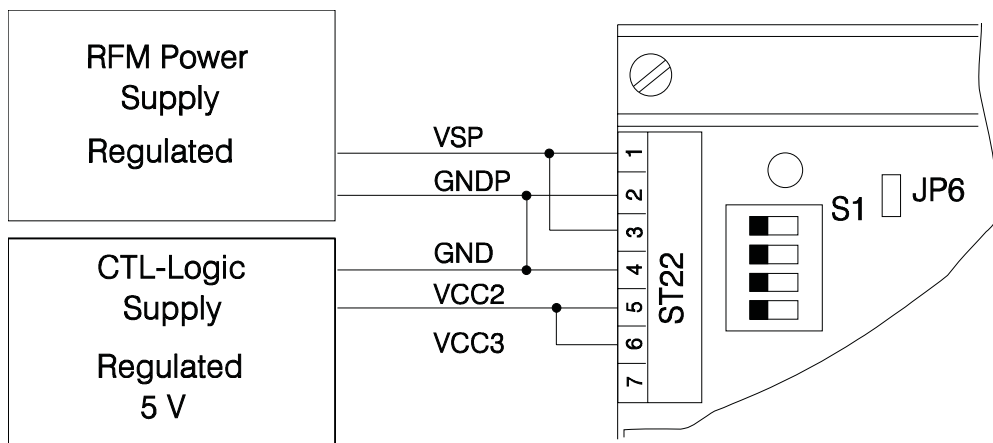 RFM Power
Supply
Regulated
CTL-Logic
Supply
Regulated
5 V
VSP
GNDP
GND
VCC2
VCC3
1
2
3
4
5
6
7
ST22
S1
JP6